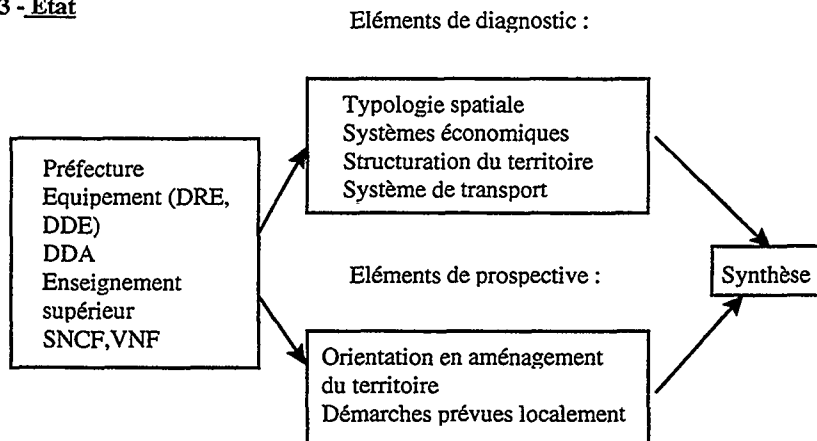 3 - Etat
Eléments de diagnostic :
Typologie spatiale
Systèmes économiques
Structuration du territoire
Système de transport
Préfecture
Equipement (DRE,
DDE)
DDA
Enseignement
supérieur
SNCF,VNF
Eléments de prospective :
Synthèse
Orientation en aménagement
du territoire
Démarches prévues localement